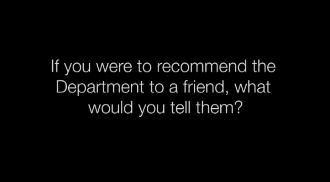 If you were to recommend the
Department to a friend, what
would you tell them?